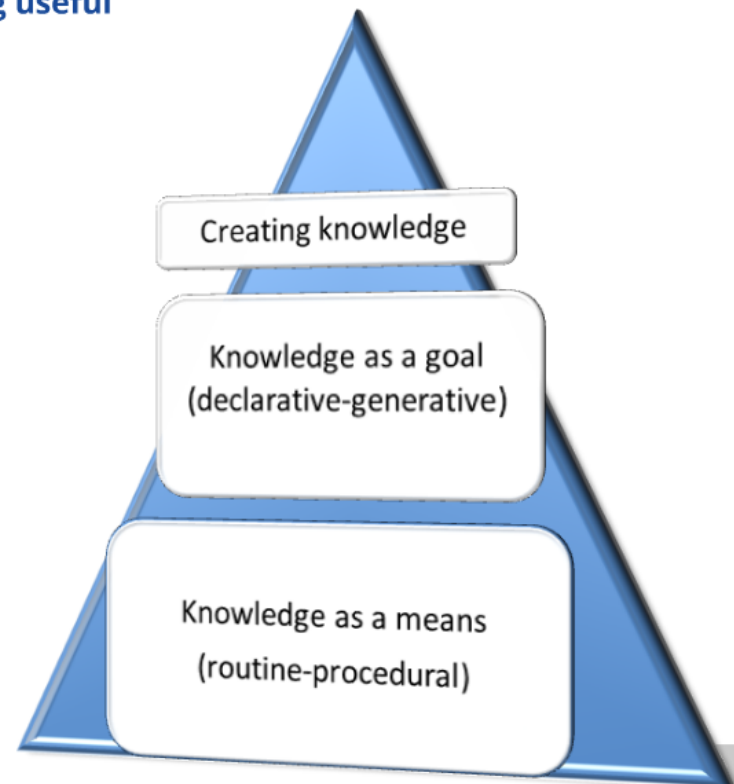 useful
Creating knowledge
Knowledge as a goal
(declarative-generative)
Knowledge as a means
(routine-procedural)